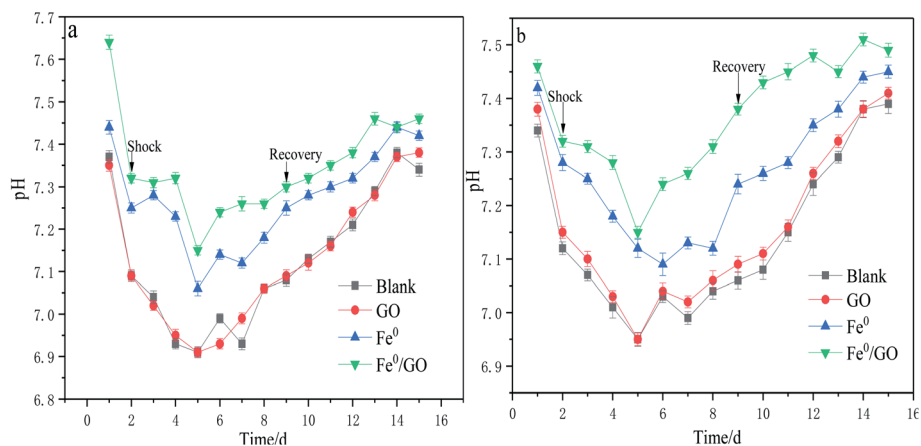 a
7.7
7.6
7.5
7.4
7.3
7.2
7.1
7.0
6.9
6.8
pH
Shock
Recovery
Blank
GO
Fe⁰
Fe⁰/GO
0 2 4 6 8 10 12 14 16
Time/d
b
7.5
7.4
7.3
7.2
7.1
7.0
6.9
pH
Shock
Recovery
Blank
GO
Fe⁰
Fe⁰/GO
0 2 4 6 8 10 12 14 16
Time/d